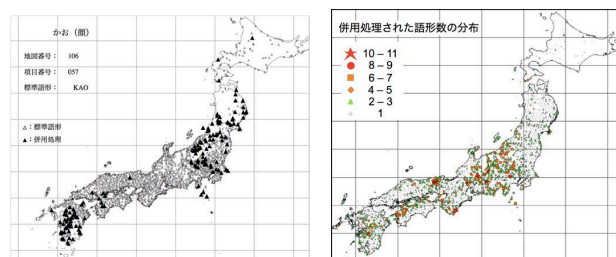 かお（顔）
地図番号： 106
項目番号： 057
標準語形： KAO
△：標準語形
▲：併用処理
併用処理された語形数の分布
10 – 11
8 – 9
6 – 7
4 – 5
2 – 3
1